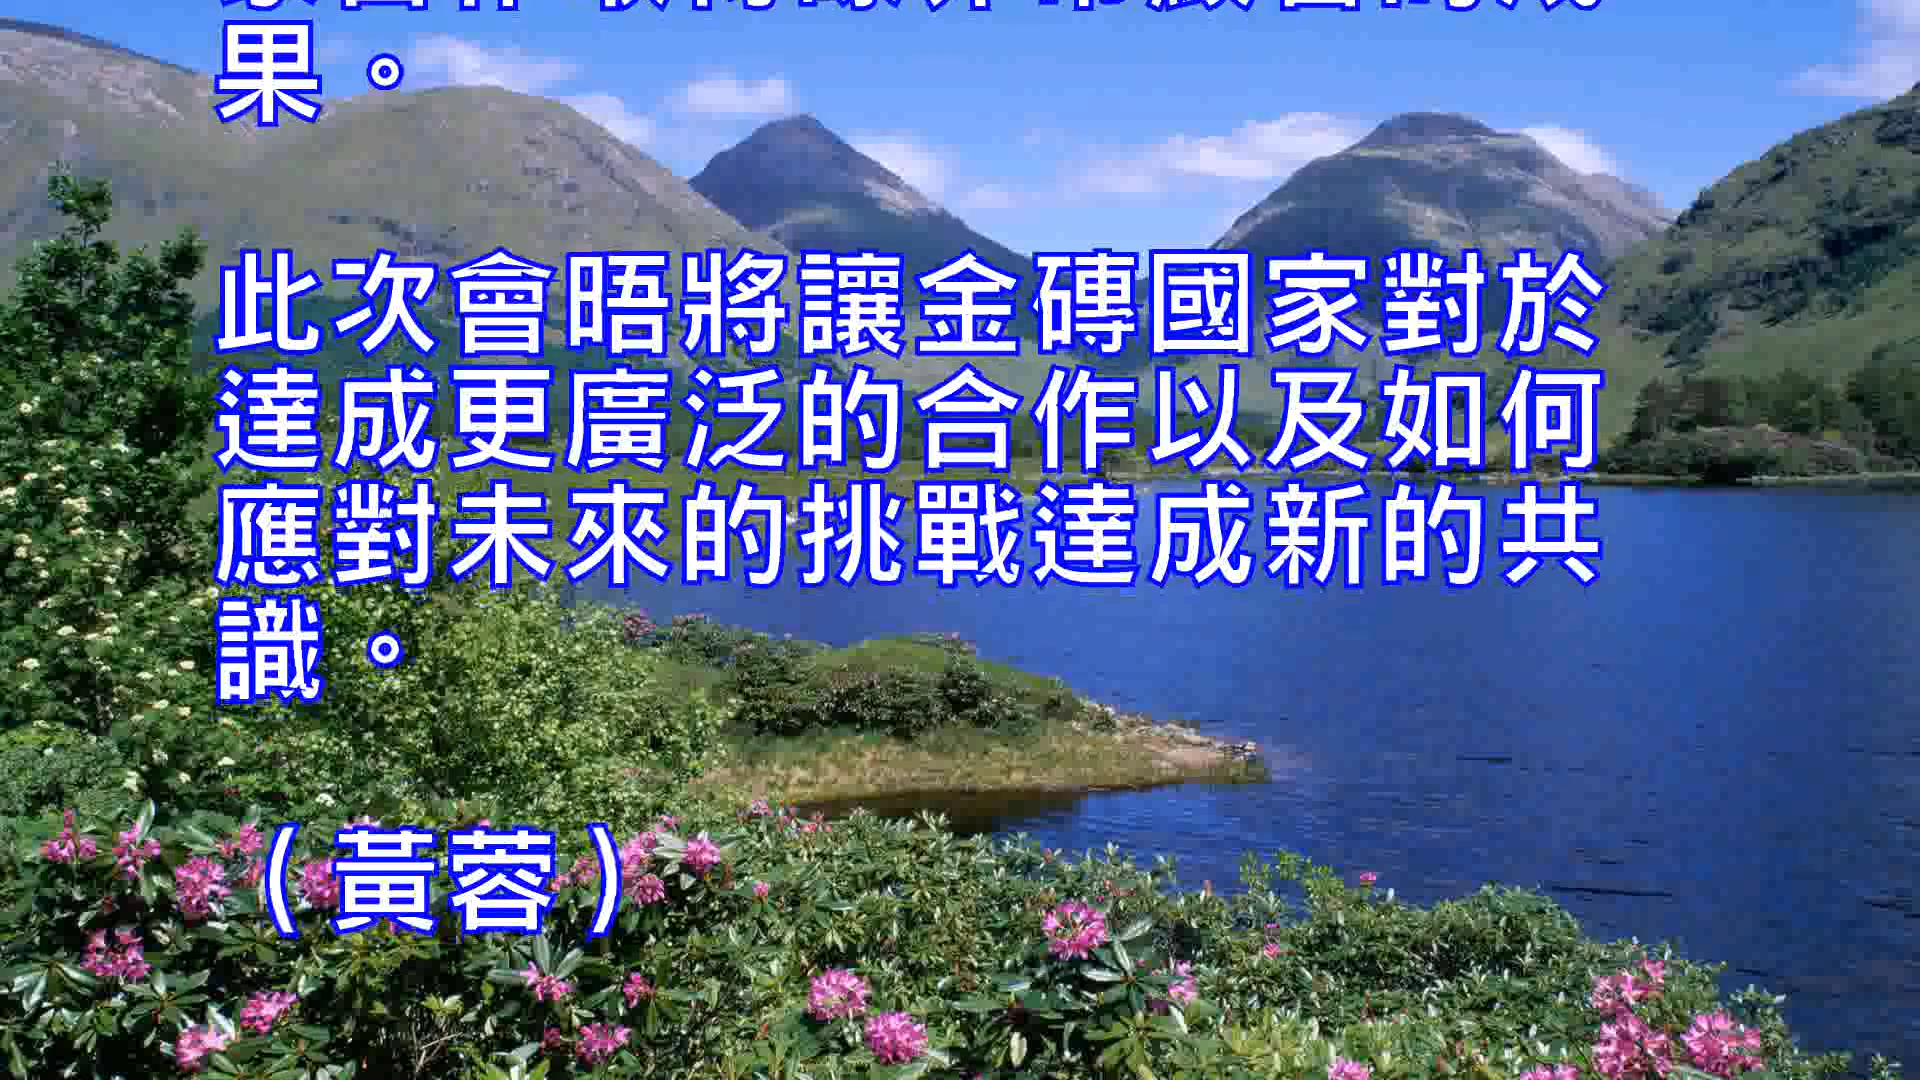 果。
此次會晤將讓金磚國家對於
達成更廣泛的合作以及如何
應對未來的挑戰達成新的共
識。
（黃蓉）